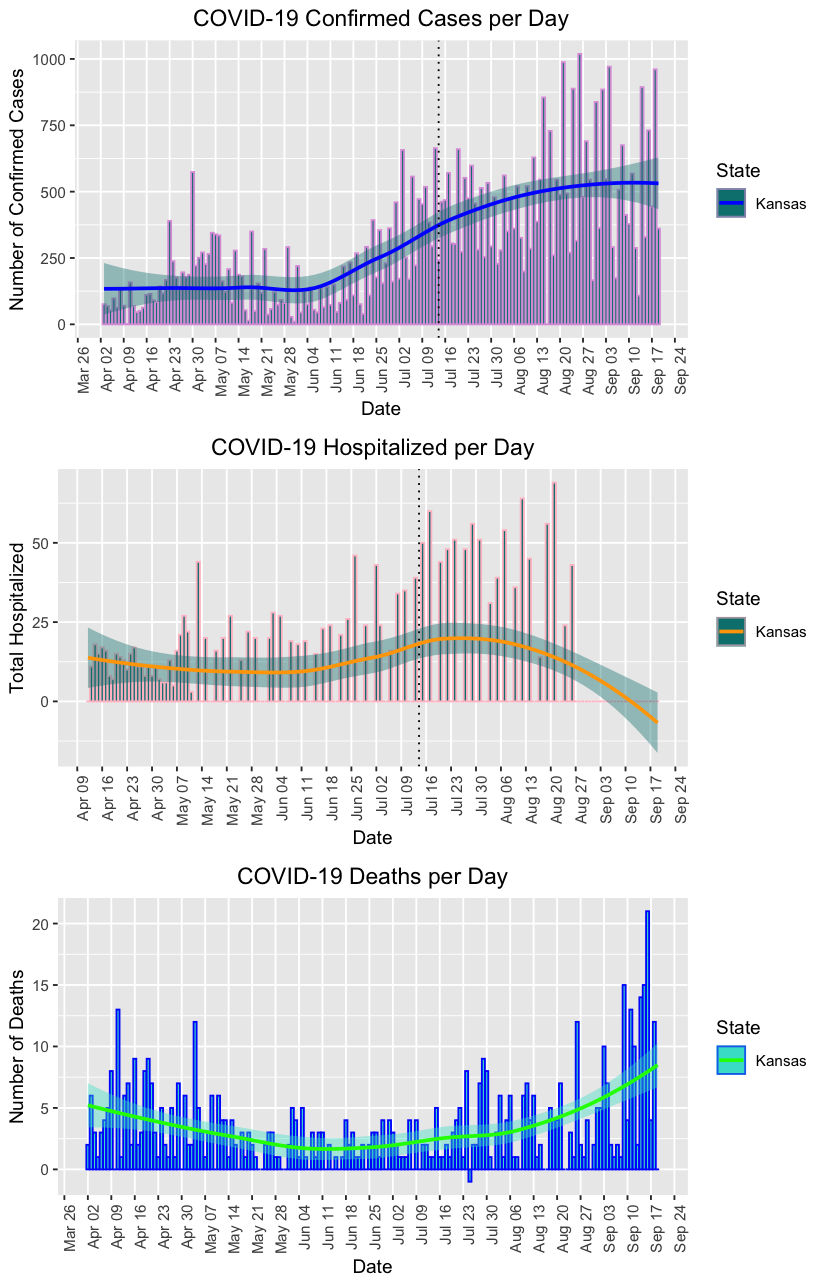 COVID-19 Confirmed Cases per Day
Number of Confirmed Cases
1000
750
500
250
0
Mar 26
Apr 02
Apr 09
Apr 16
Apr 23
Apr 30
May 07
May 14
May 21
May 28
Jun 04
Jun 11
Jun 18
Jun 25
Jul 02
Jul 09
Jul 16
Jul 23
Jul 30
Aug 06
Aug 13
Aug 20
Aug 27
Sep 03
Sep 10
Sep 17
Sep 24
Date
State
Kansas
COVID-19 Hospitalized per Day
Total Hospitalized
50
25
0
Apr 09
Apr 16
Apr 23
Apr 30
May 07
May 14
May 21
May 28
Jun 04
Jun 11
Jun 18
Jun 25
Jul 02
Jul 09
Jul 16
Jul 23
Jul 30
Aug 06
Aug 13
Aug 20
Aug 27
Sep 03
Sep 10
Sep 17
Sep 24
Date
State
Kansas
COVID-19 Deaths per Day
Number of Deaths
20
15
10
5
0
Mar 26
Apr 02
Apr 09
Apr 16
Apr 23
Apr 30
May 07
May 14
May 21
May 28
Jun 04
Jun 11
Jun 18
Jun 25
Jul 02
Jul 09
Jul 16
Jul 23
Jul 30
Aug 06
Aug 13
Aug 20
Aug 27
Sep 03
Sep 10
Sep 17
Sep 24
Date
State
Kansas